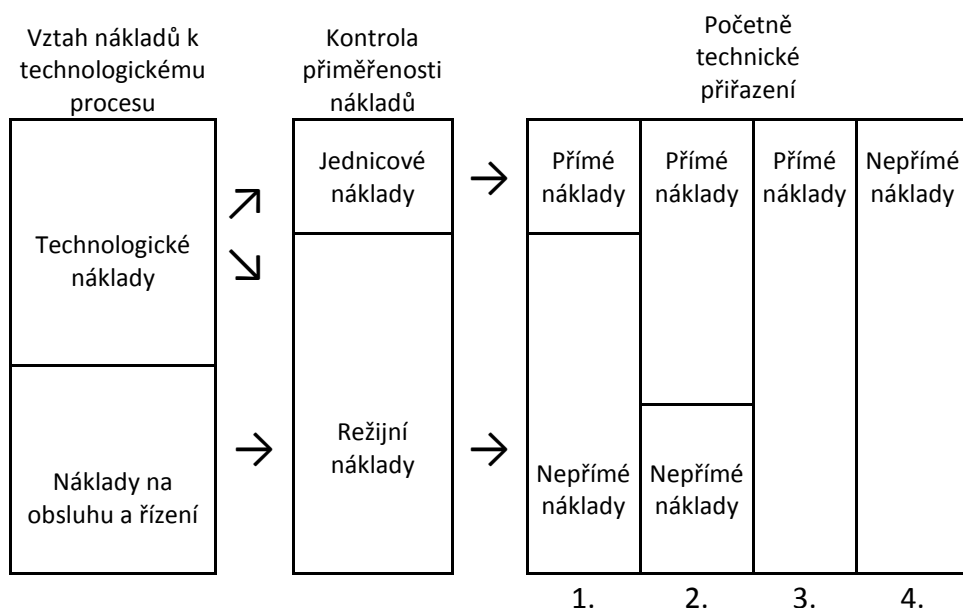 Vztah nákladů k
technologickému
procesu
Kontrola
přiměřenosti
nákladů
Početně
technické
přiřazení
Technologické
náklady
Náklady na
obsluhu a řízení
Jednicové
náklady
Režijní
náklady
Přímé
náklady
Nepřímé
náklady
Přímé
náklady
Nepřímé
náklady
Přímé
náklady
Nepřímé
náklady
1.
2.
3.
4.